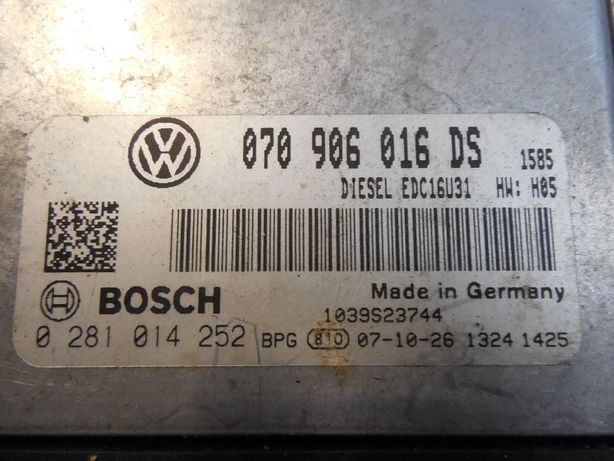 070 906 016 DS 1585
DIESEL EDC16U31 HW: H05
BOSCH Made in Germany
1039S23744
0 281 014 252 BPG 810 07-10-26 1324 1425